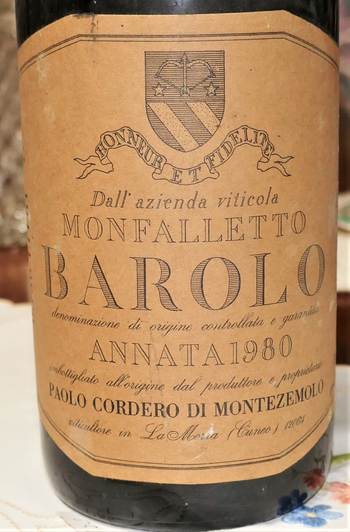 HONNEUR ET FIDELITE
Dall'azienda viticola
MONFALLETTO
BAROLO
denominazione di origine controllata e garantita
ANNATA 1980
imbottigliato all'origine dal produttore e proprietario
PAOLO CORDERO DI MONTEZEMOLO
viticultore in La Morra (Cuneo) 12064